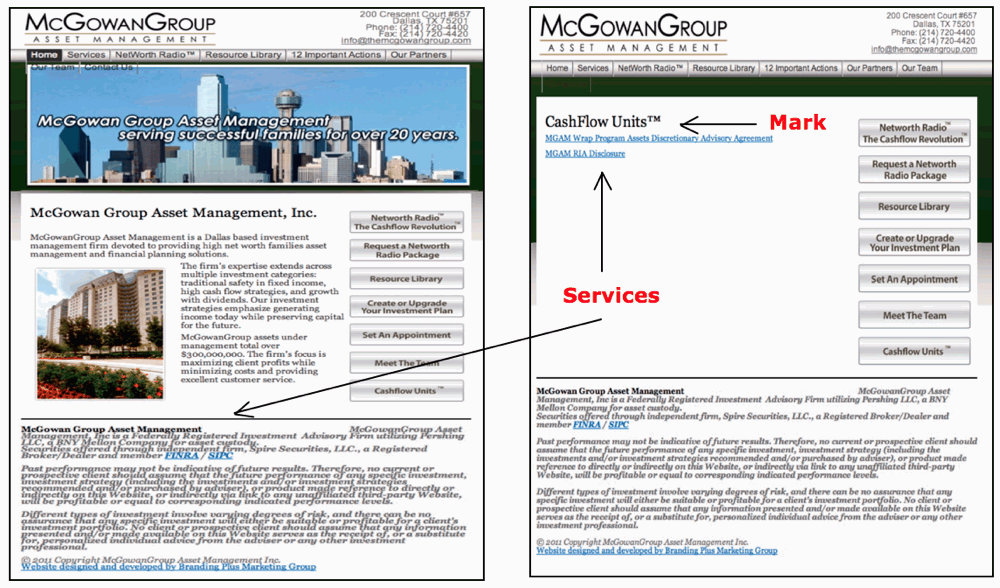 McGowanGroup
ASSET MANAGEMENT
200 Crescent Court #657
Dallas, TX 75201
Phone: (214) 720-4400
Fax: (214) 720-4420
info@themcgowangroup.com
Home Services NetWorth Radio™ Resource Library 12 Important Actions Our Partners
Our Team Contact Us
McGowan Group Asset Management
serving successful families for over 20 years.
McGowan Group Asset Management, Inc.
McGowanGroup Asset Management is a Dallas based investment
management firm devoted to providing high net worth families asset
management and financial planning solutions.
The firm's expertise extends across
multiple investment categories:
traditional safety in fixed income,
high cash flow strategies, and growth
with dividends. Our investment
strategies emphasize generating
income today while preserving capital
for the future.
McGowanGroup assets under
management total over
$300,000,000. The firm's focus is
maximizing client profits while
minimizing costs and providing
excellent customer service.
Networth Radio™
The Cashflow Revolution™
Request a Networth
Radio Package
Resource Library
Create or Upgrade
Your Investment Plan
Set An Appointment
Meet The Team
Cashflow Units™
McGowan Group Asset Management McGowanGroup Asset
Management, Inc is a Federally Registered Investment Advisory Firm utilizing Pershing
LLC, a BNY Mellon Company for asset custody.
Securities offered through independent firm, Spire Securities, LLC., a Registered
Broker/Dealer and member FINRA / SIPC
Past performance may not be indicative of future results. Therefore, no current or
prospective client should assume that the future performance of any specific investment,
investment strategy (including the investments and/or investment strategies
recommended and/or purchased by adviser), or product made reference to directly or
indirectly on this Website, or indirectly via link to any unaffiliated third-party Website,
will be profitable or equal to corresponding indicated performance levels.
Different types of investment involve varying degrees of risk, and there can be no
assurance that any specific investment will either be suitable or profitable for a client's
investment portfolio. No client or prospective client should assume that any information
presented and/or made available on this Website serves as the receipt of, or a substitute
for, personalized individual advice from the adviser or any other investment
professional.
© 2011 Copyright McGowanGroup Asset Management Inc.
Website designed and developed by Branding Plus Marketing Group
McGowanGroup
ASSET MANAGEMENT
200 Crescent Court #657
Dallas, TX 75201
Phone: (214) 720-4400
Fax: (214) 720-4420
info@themcgowangroup.com
Home Services NetWorth Radio™ Resource Library 12 Important Actions Our Partners Our Team
CashFlow Units™
Mark
MGAM Wrap Program Assets Discretionary Advisory Agreement
MGAM RIA Disclosure
Services
Networth Radio™
The Cashflow Revolution™
Request a Networth
Radio Package
Resource Library
Create or Upgrade
Your Investment Plan
Set An Appointment
Meet The Team
Cashflow Units™
McGowan Group Asset Management McGowanGroup Asset
Management, Inc is a Federally Registered Investment Advisory Firm utilizing Pershing LLC, a BNY
Mellon Company for asset custody.
Securities offered through independent firm, Spire Securities, LLC., a Registered Broker/Dealer and
member FINRA / SIPC
Past performance may not be indicative of future results. Therefore, no current or prospective client should
assume that the future performance of any specific investment, investment strategy (including the
investments and/or investment strategies recommended and/or purchased by adviser), or product made
reference to directly or indirectly on this Website, or indirectly via link to any unaffiliated third-party
Website, will be profitable or equal to corresponding indicated performance levels.
Different types of investment involve varying degrees of risk, and there can be no assurance that any
specific investment will either be suitable or profitable for a client's investment portfolio. No client or
prospective client should assume that any information presented and/or made available on this Website
serves as the receipt of, or a substitute for, personalized individual advice from the adviser or any other
investment professional.
© 2011 Copyright McGowanGroup Asset Management Inc.
Website designed and developed by Branding Plus Marketing Group